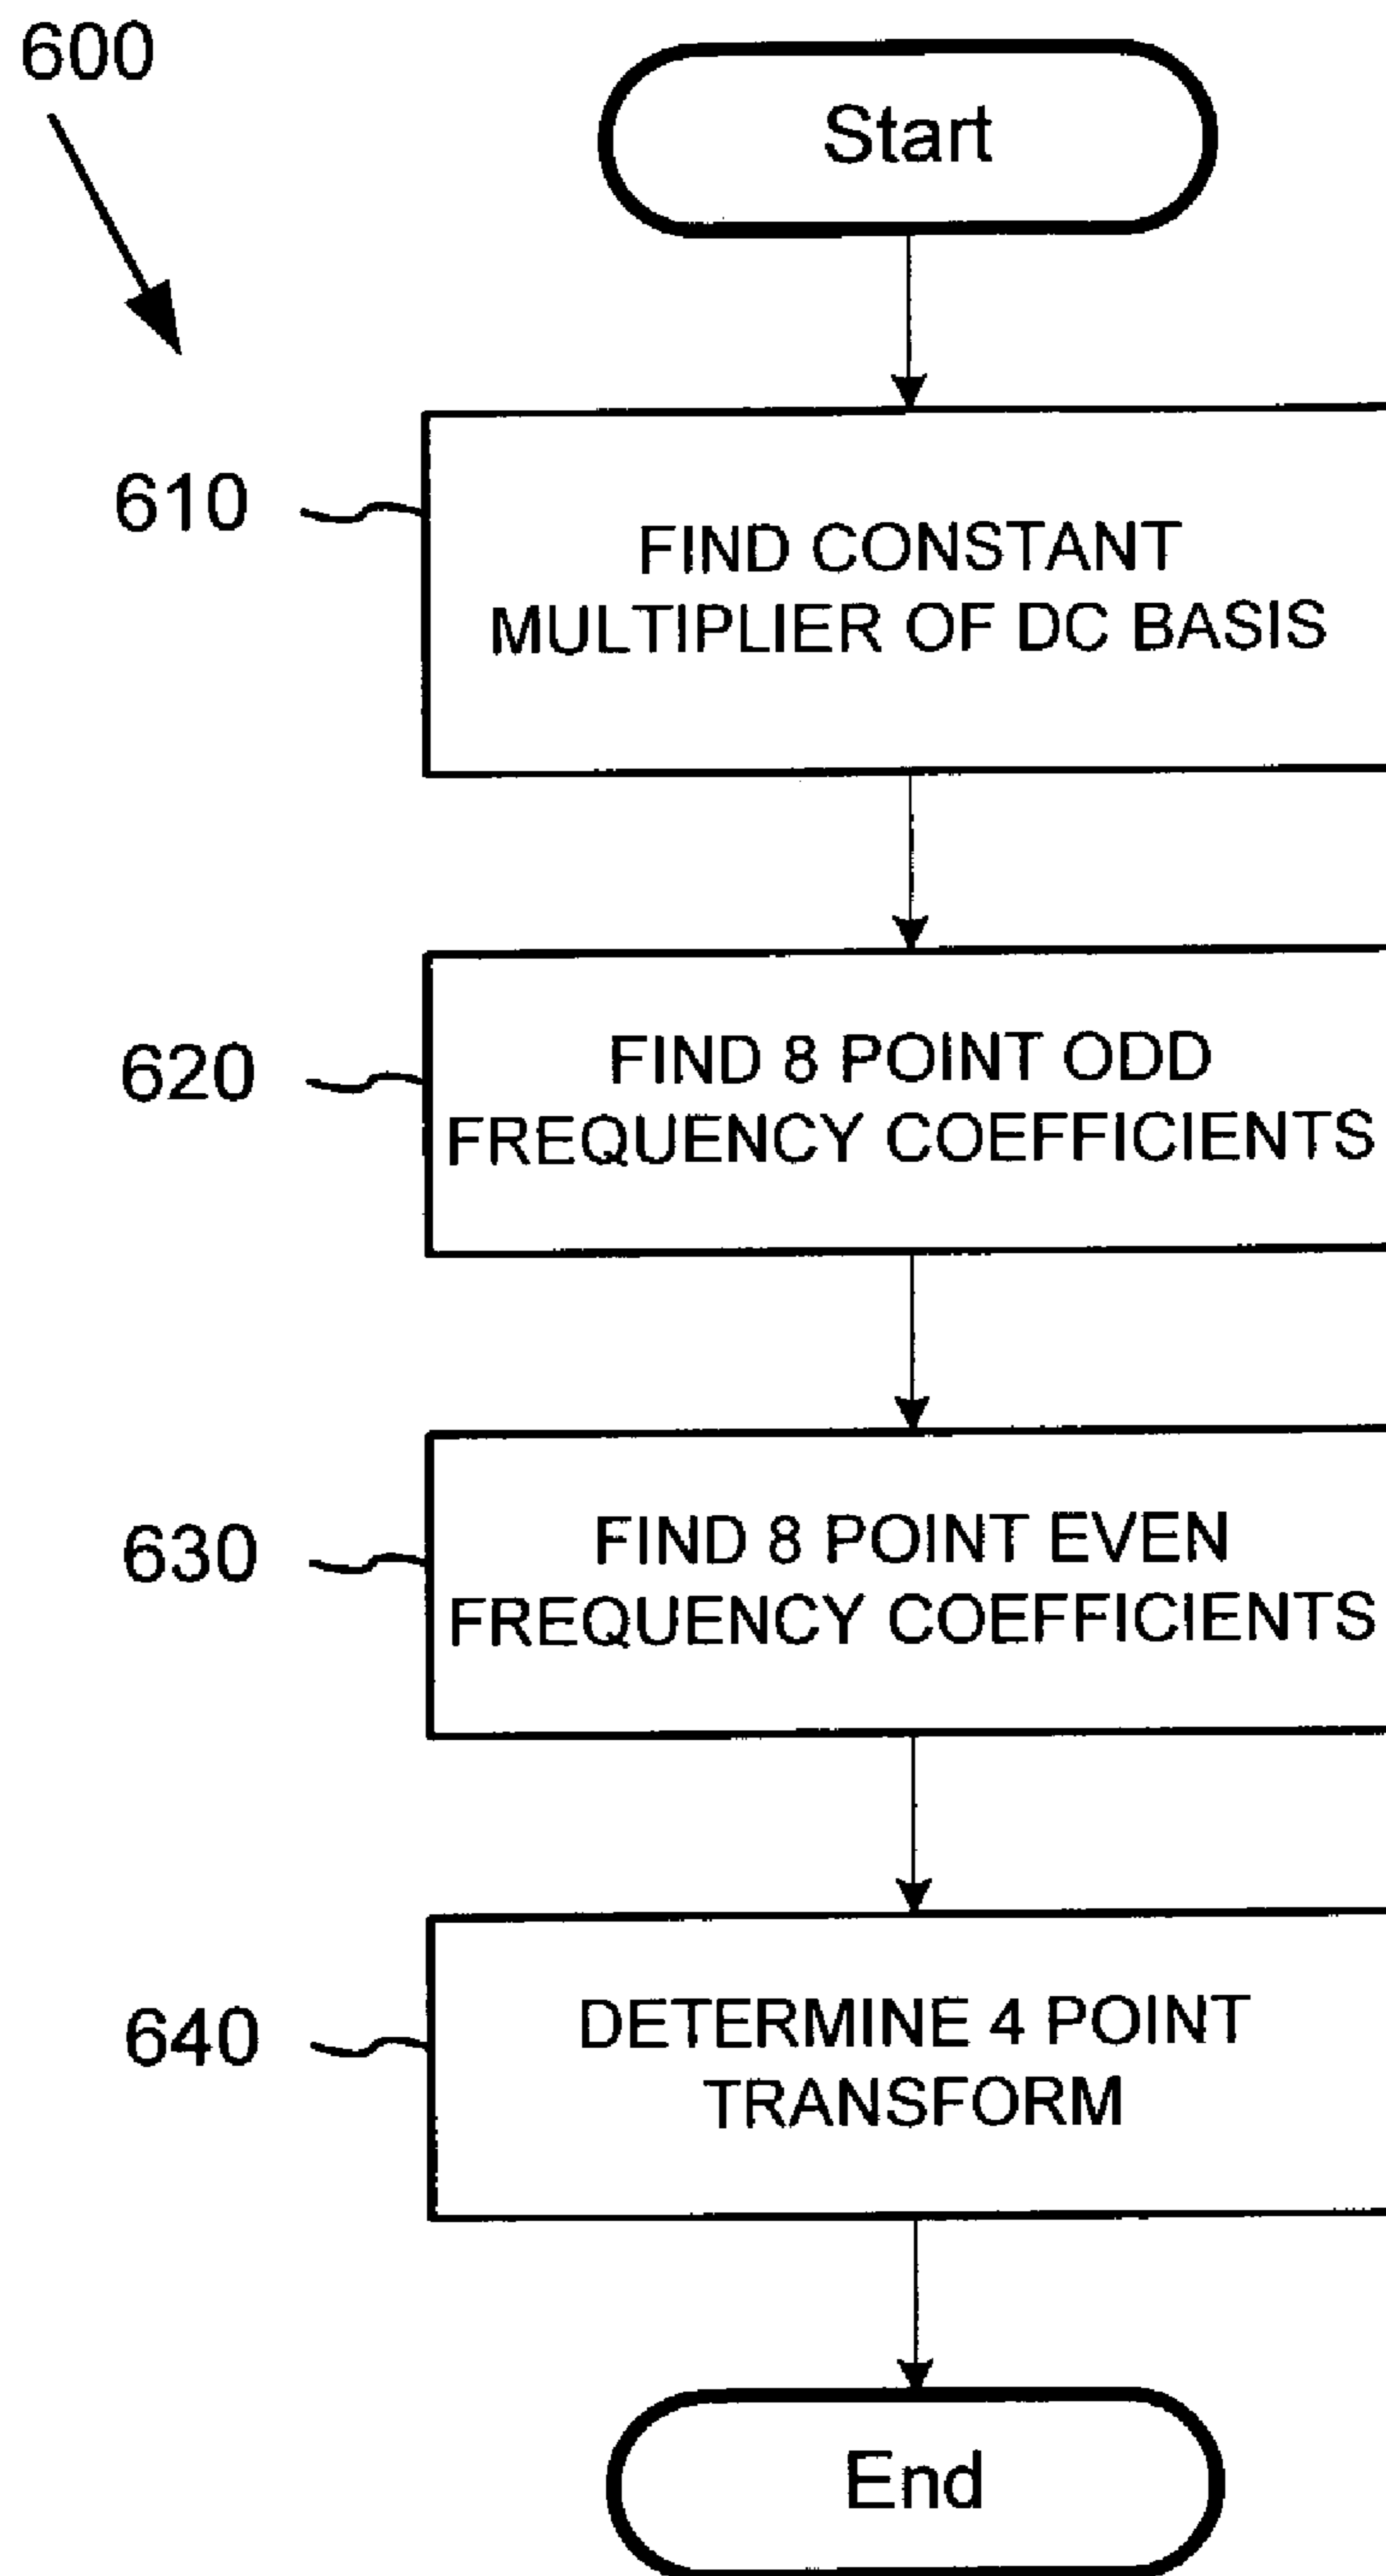 600
Start
610
FIND CONSTANT
MULTIPLIER OF DC BASIS
620
FIND 8 POINT ODD
FREQUENCY COEFFICIENTS
630
FIND 8 POINT EVEN
FREQUENCY COEFFICIENTS
640
DETERMINE 4 POINT
TRANSFORM
End